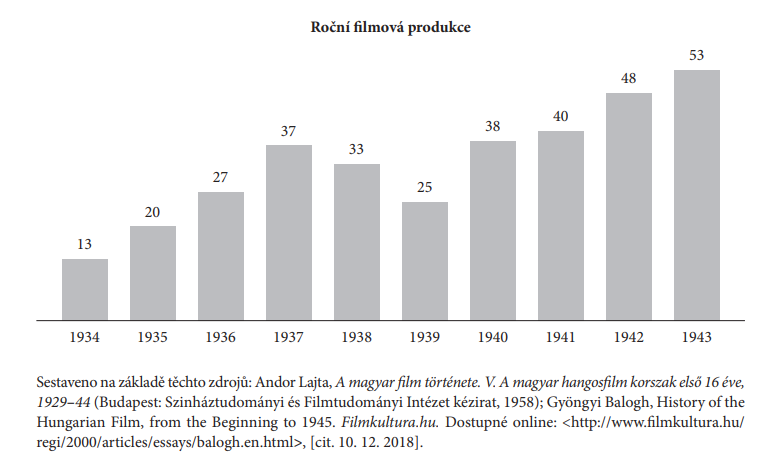 Roční filmová produkce
53
48
40
38
37
33
27
25
20
13
1934 1935 1936 1937 1938 1939 1940 1941 1942 1943
Sestaveno na základě těchto zdrojů: Andor Lajta, A magyar film törtenete. V. A magyar hangosfilm korszak első 16 éve,
1929–44 (Budapest: Szinháztudományi és Filmtudományi Intézet kézirat, 1958); Gyöngyi Balogh, History of the
Hungarian Film, from the Beginning to 1945. Filmkultura.hu. Dostupné online: <http://www.filmkultura.hu/
regi/2000/articles/essays/balogh.en.html>, [cit. 10. 12. 2018].